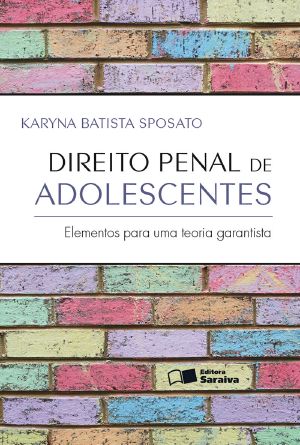 KARYNA BATISTA SPOSATO
DIREITO PENAL DE
ADOLESCENTES
Elementos para uma teoria garantista
Editora
Saraiva